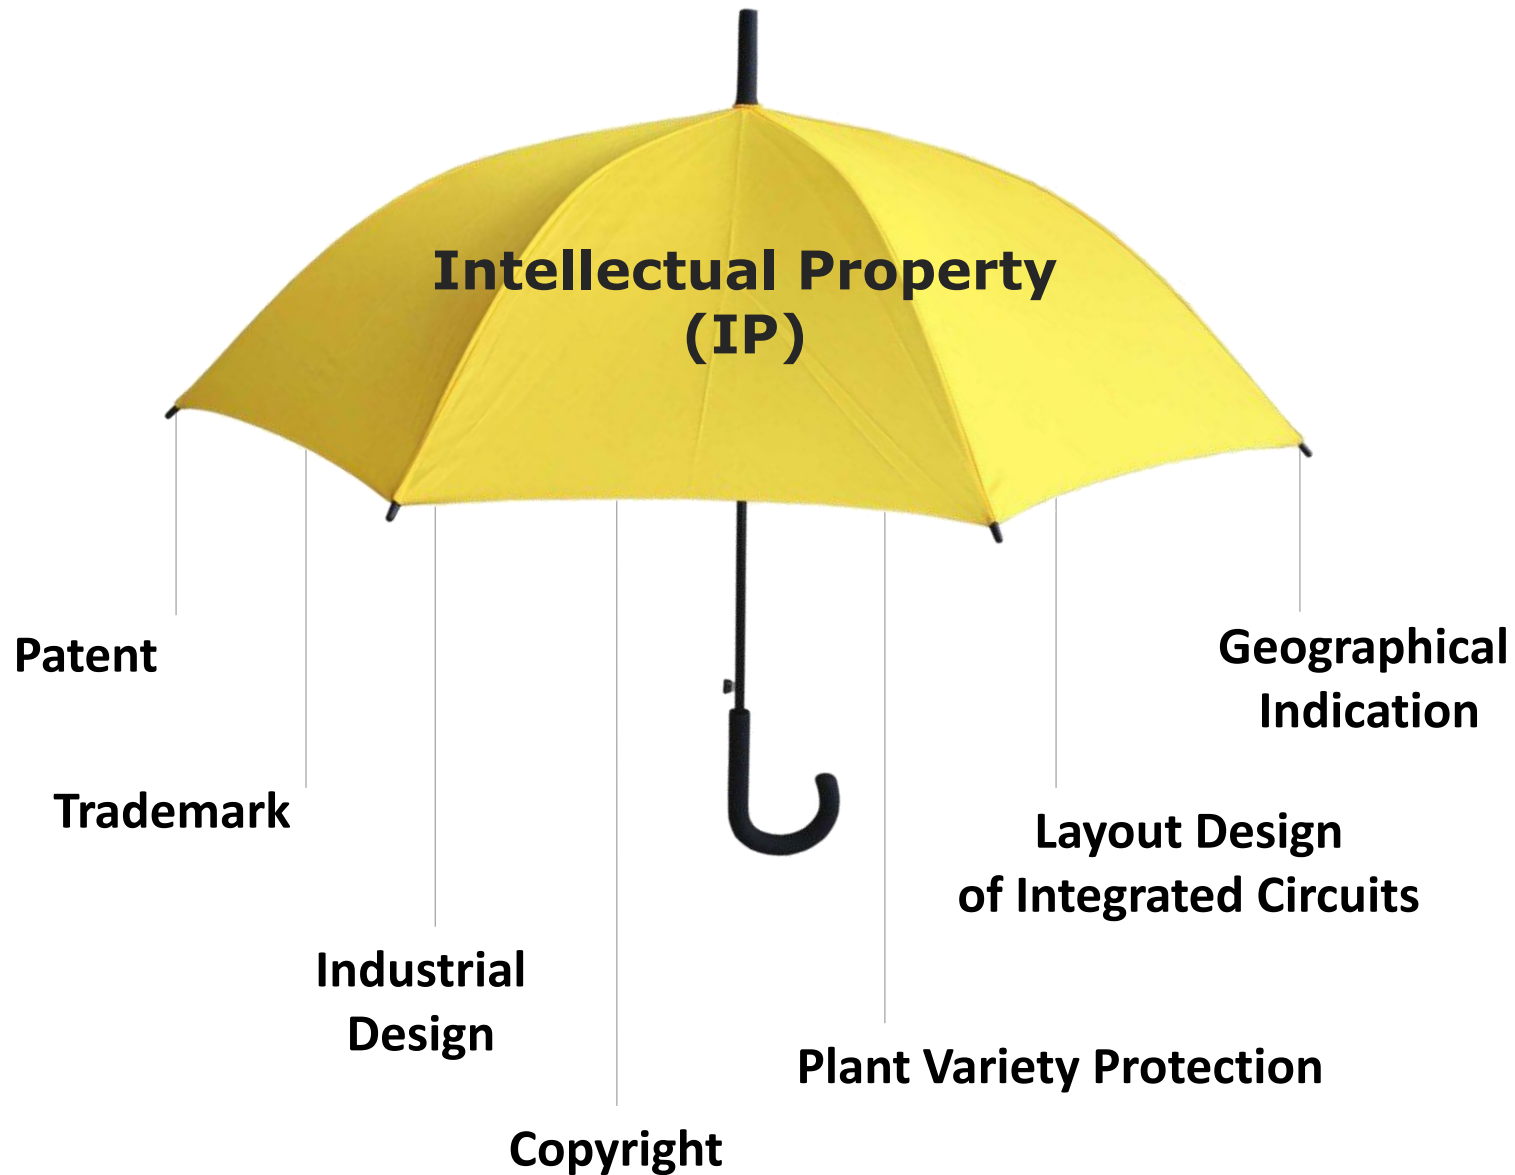 Intellectual Property
(IP)
Patent
Trademark
Industrial
Design
Copyright
Plant Variety Protection
Layout Design
of Integrated Circuits
Geographical
Indication